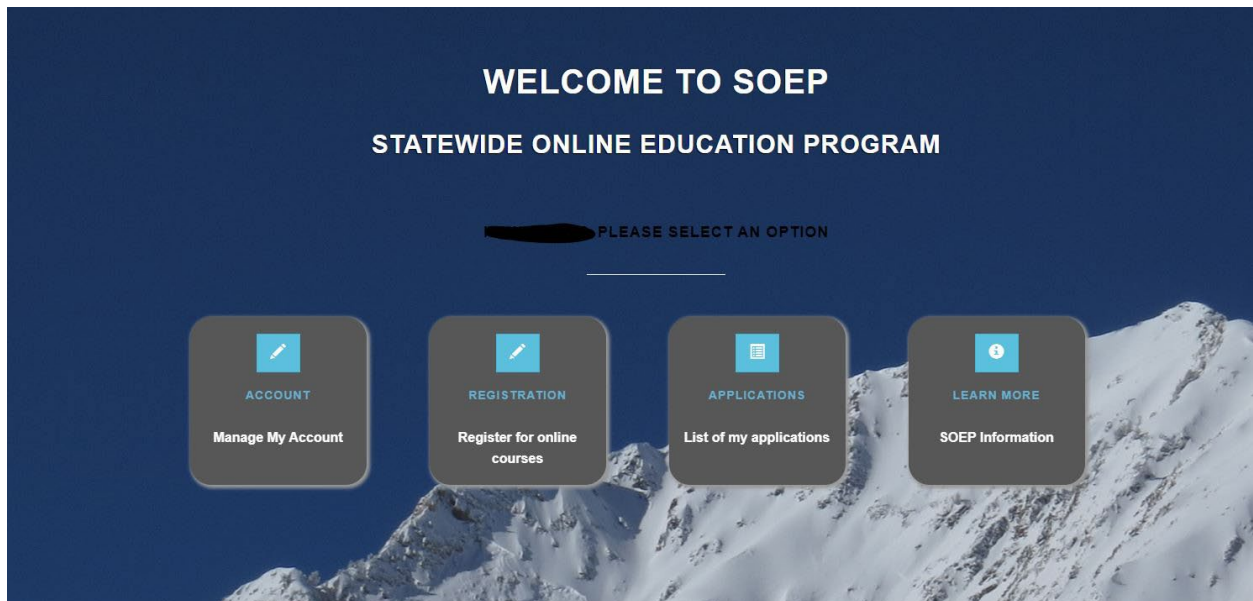 WELCOME TO SOEP
STATEWIDE ONLINE EDUCATION PROGRAM
PLEASE SELECT AN OPTION
ACCOUNT
Manage My Account
REGISTRATION
Register for online
courses
APPLICATIONS
List of my applications
LEARN MORE
SOEP Information